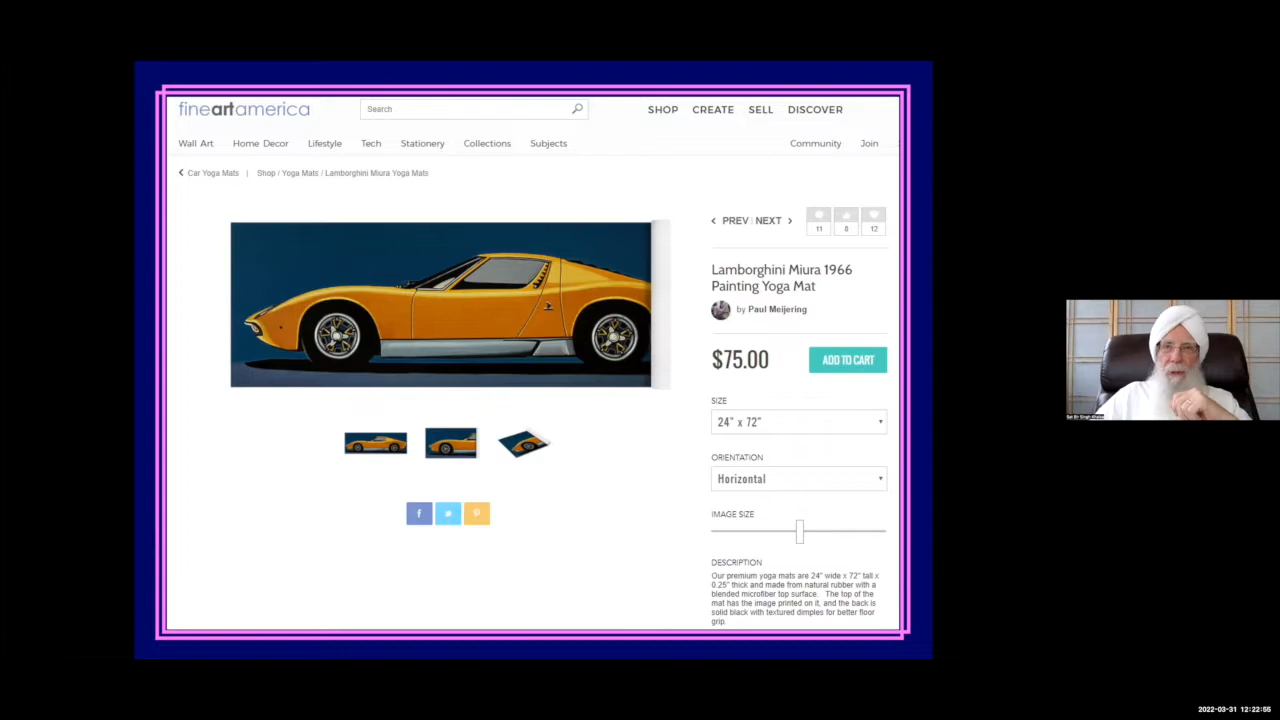 fineartamerica
Search
SHOP CREATE SELL DISCOVER
Wall Art Home Decor Lifestyle Tech Stationery Collections Subjects Community Join
Car Yoga Mats | Shop / Yoga Mats / Lamborghini Miura Yoga Mats
PREV | NEXT
11 8 12
Lamborghini Miura 1966
Painting Yoga Mat
by Paul Meijering
$75.00 ADD TO CART
SIZE
24" x 72"
ORIENTATION
Horizontal
IMAGE SIZE
DESCRIPTION
Our premium yoga mats are 24" wide x 72" tall x
0.25" thick and made from natural rubber with a
blended microfiber top surface. The top of the
mat has the image printed on it, and the back is
solid black with textured dimples for better floor
grip.
Sat Bir Singh Khalsa
2022-03-31 12:22:55